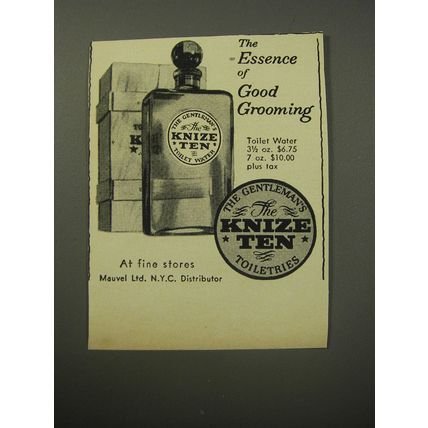 The
Essence
of
Good
Grooming
Toilet Water
3½ oz. $6.75
7 oz. $10.00
plus tax
THE GENTLEMAN'S
The
KNIZE
TEN
TOILET WATER
THE GENTLEMAN'S
The
KNIZE
TEN
TOILETRIES
At fine stores
Mauvel Ltd. N.Y.C. Distributor